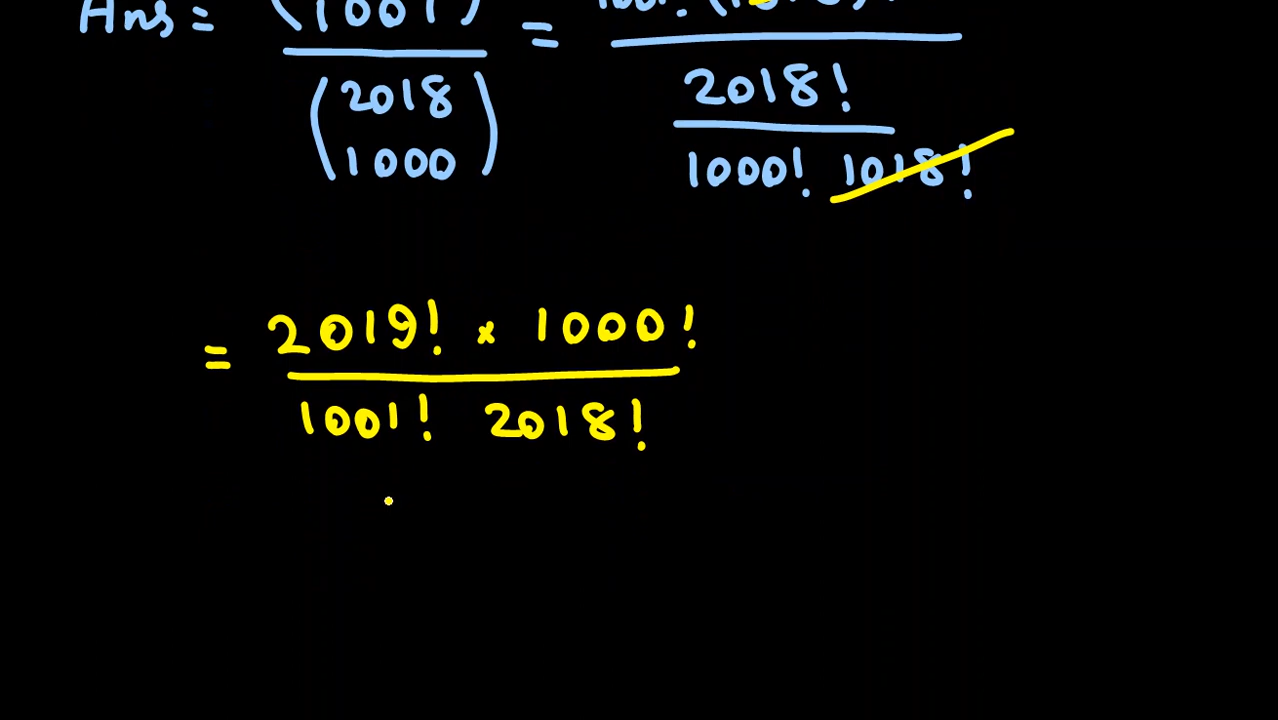 Ans = (1001) =
2018!
(2018
1000)
1000! 1018!
= 2019! × 1000!
1001! 2018!